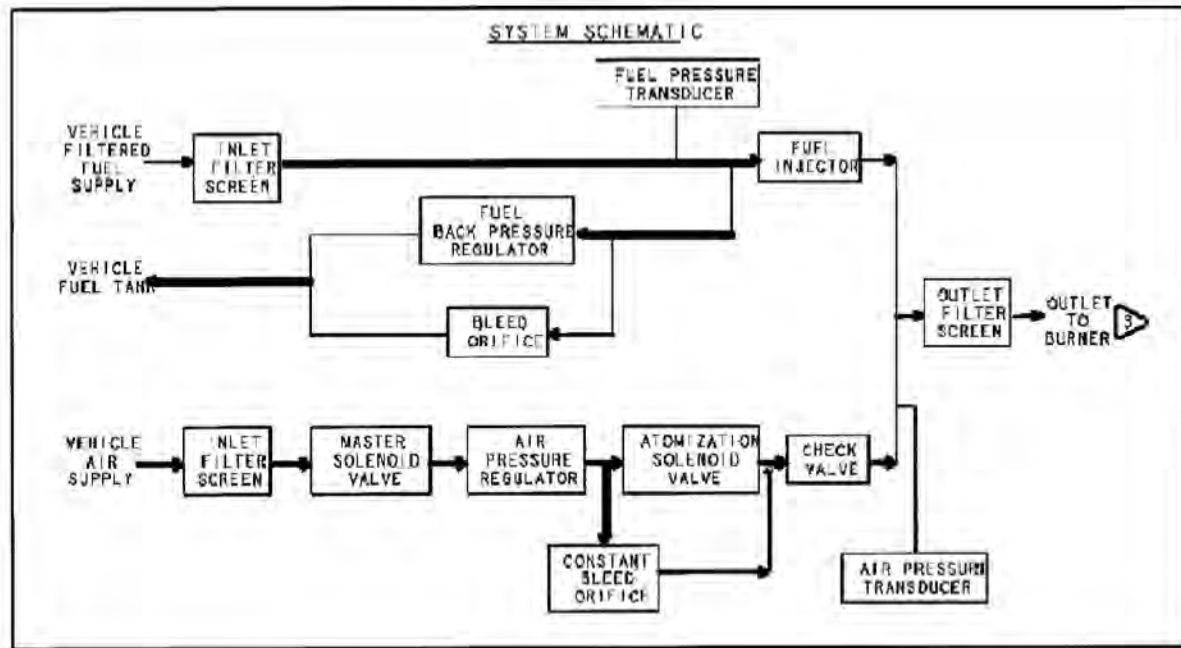 SYSTEM SCHEMATIC
FUEL PRESSURE
TRANSDUCER
VEHICLE
FILTERED
FUEL
SUPPLY
INLET
FILTER
SCREEN
FUEL
INJECTOR
FUEL
BACK PRESSURE
REGULATOR
VEHICLE
FUEL TANK
BLEED
ORIFICE
OUTLET
FILTER
SCREEN
OUTLET
TO
BURNER
3
VEHICLE
AIR
SUPPLY
INLET
FILTER
SCREEN
MASTER
SOLENOID
VALVE
AIR
PRESSURE
REGULATOR
ATOMIZATION
SOLENOID
VALVE
CHECK
VALVE
CONSTANT
BLEED
ORIFICE
AIR PRESSURE
TRANSDUCER